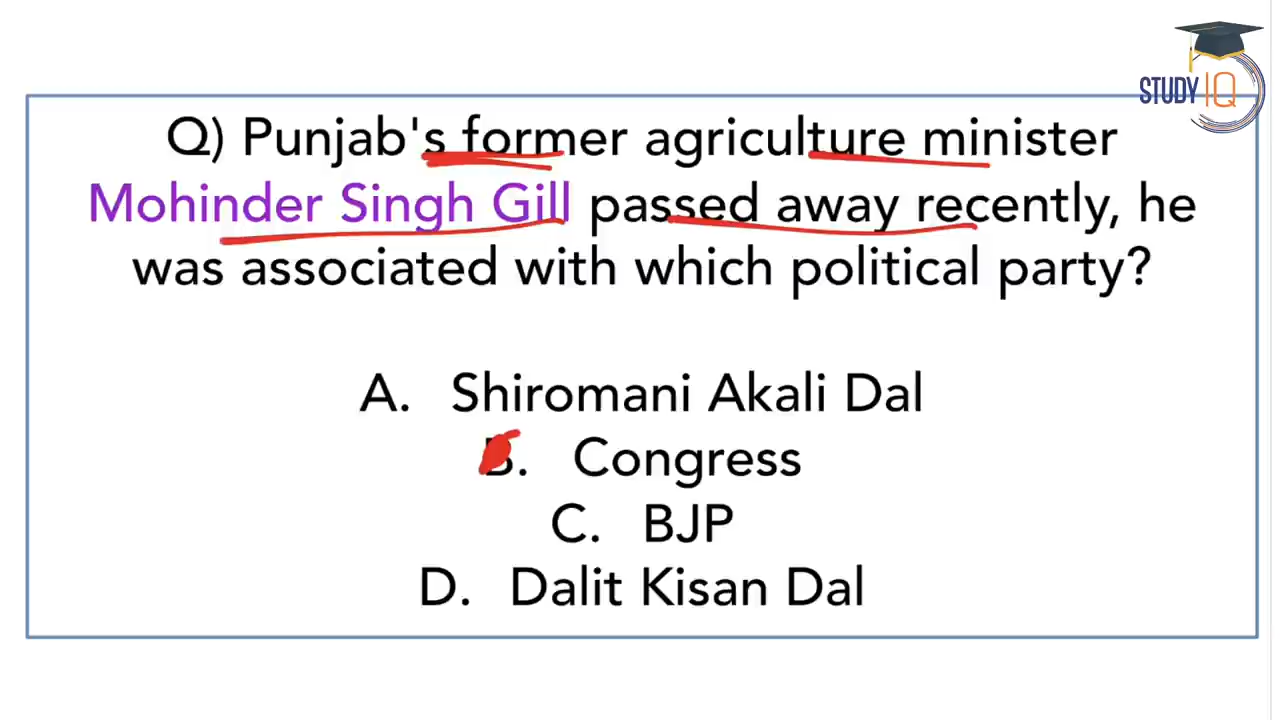 STUDY IQ
Q) Punjab's former agriculture minister
Mohinder Singh Gill passed away recently, he
was associated with which political party?
A. Shiromani Akali Dal
B. Congress
C. BJP
D. Dalit Kisan Dal